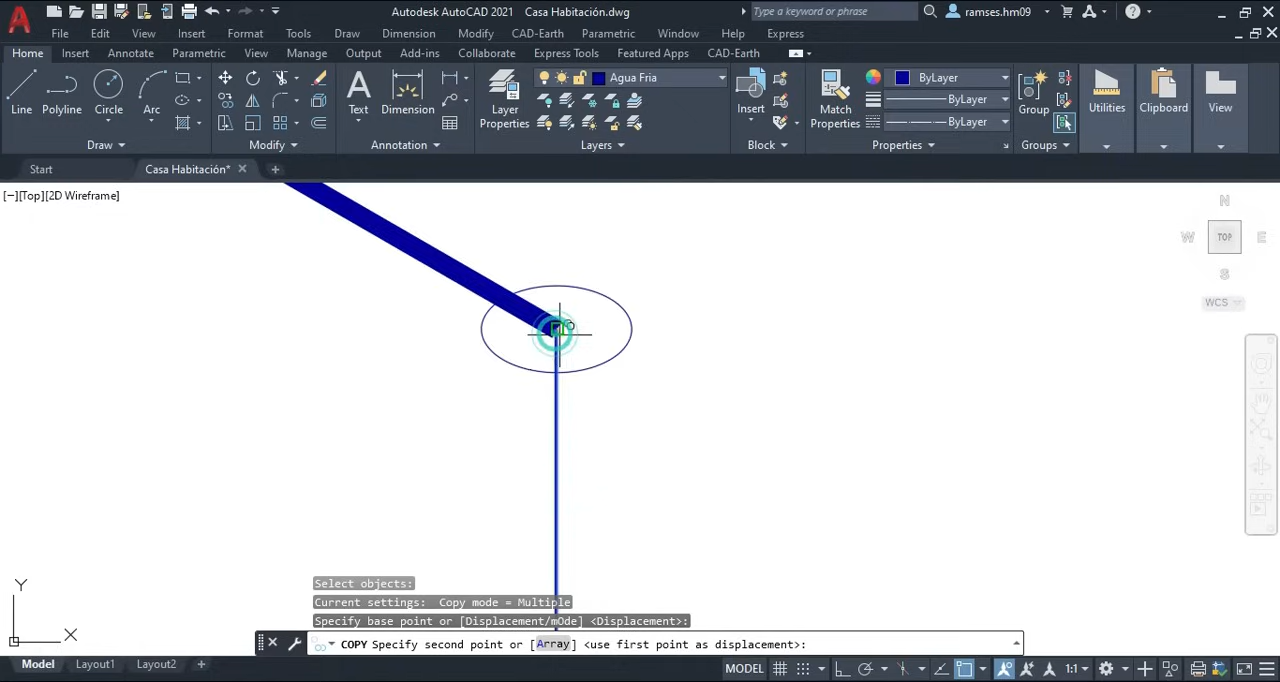 Autodesk AutoCAD 2021 Casa Habitación.dwg
Type a keyword or phrase
ramses.hm09
File Edit View Insert Format Tools Draw Dimension Modify CAD-Earth Parametric Window Help Express
Home Insert Annotate Parametric View Manage Output Add-ins Collaborate Express Tools Featured Apps CAD-Earth
Line Polyline Circle Arc
Text Dimension
Layer Properties
Agua Fria
Insert
Match Properties
ByLayer
ByLayer
ByLayer
Group
Utilities
Clipboard
View
Draw Modify Annotation Layers Block Properties Groups
Start Casa Habitación*
[−][Top][2D Wireframe]
N
W TOP E
S
WCS
Y
X
Select objects:
Current settings: Copy mode = Multiple
Specify base point or [Displacement/mOde] <Displacement>:
COPY Specify second point or [Array] <use first point as displacement>:
Model Layout1 Layout2 +
MODEL
1:1